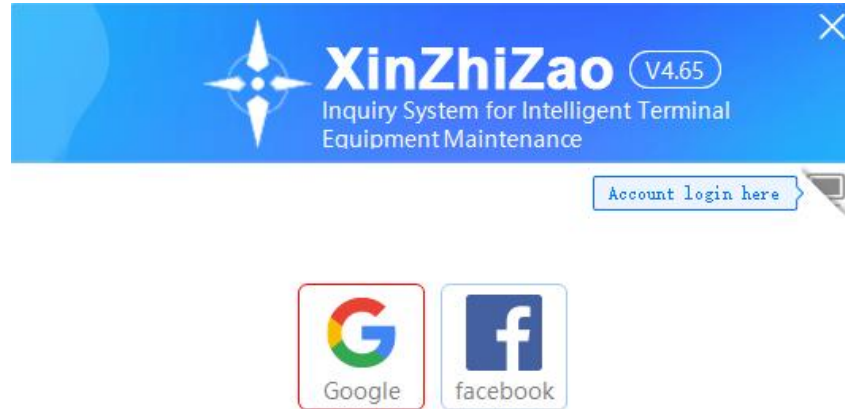 XinZhiZao V4.65
Inquiry System for Intelligent Terminal
Equipment Maintenance
Account login here
Google facebook